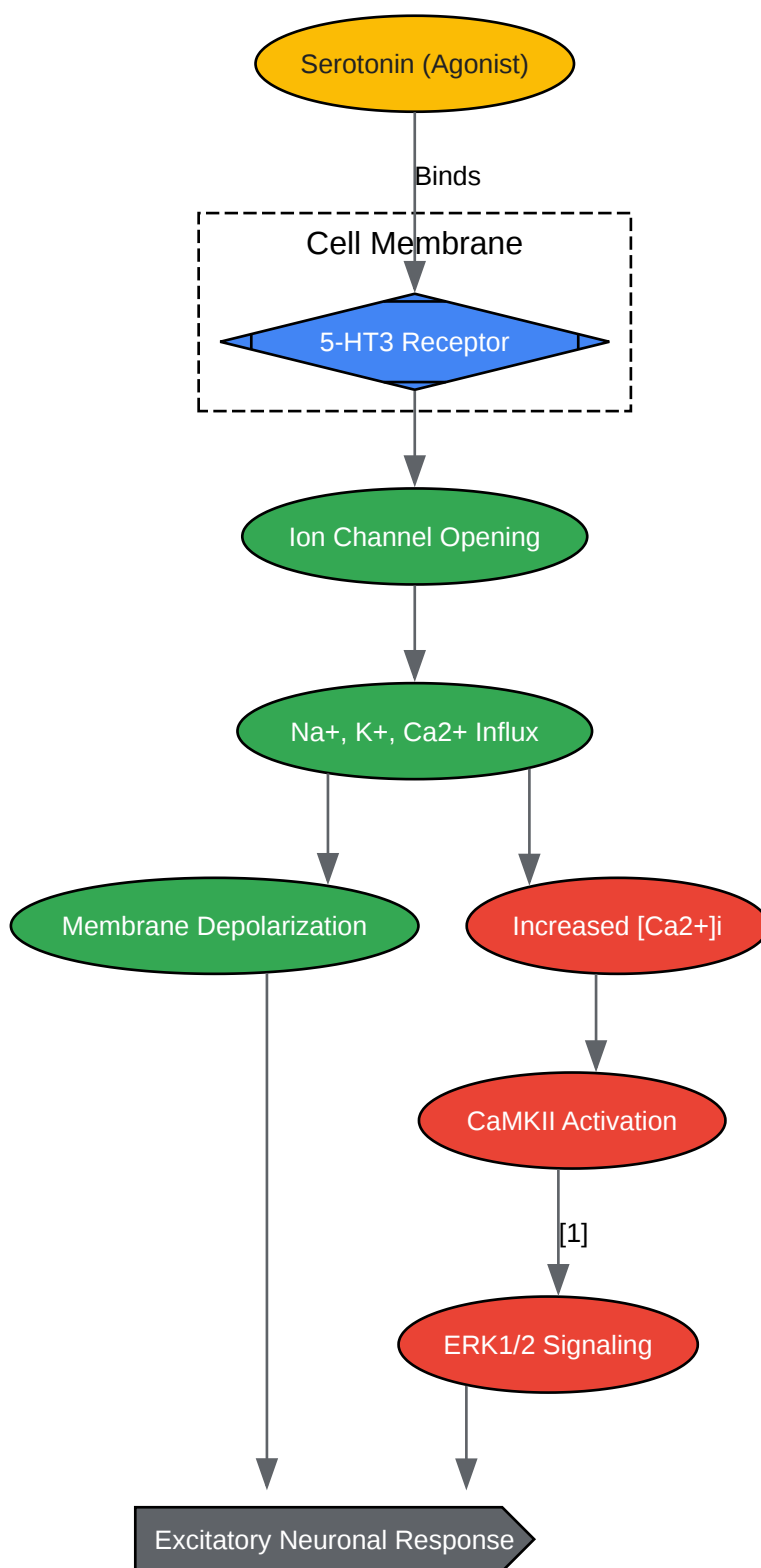 Serotonin (Agonist)
Binds
Cell Membrane
5-HT3 Receptor
Ion Channel Opening
Na+, K+, Ca2+ Influx
Membrane Depolarization
Increased [Ca2+]i
CaMKII Activation
[1]
ERK1/2 Signaling
Excitatory Neuronal Response